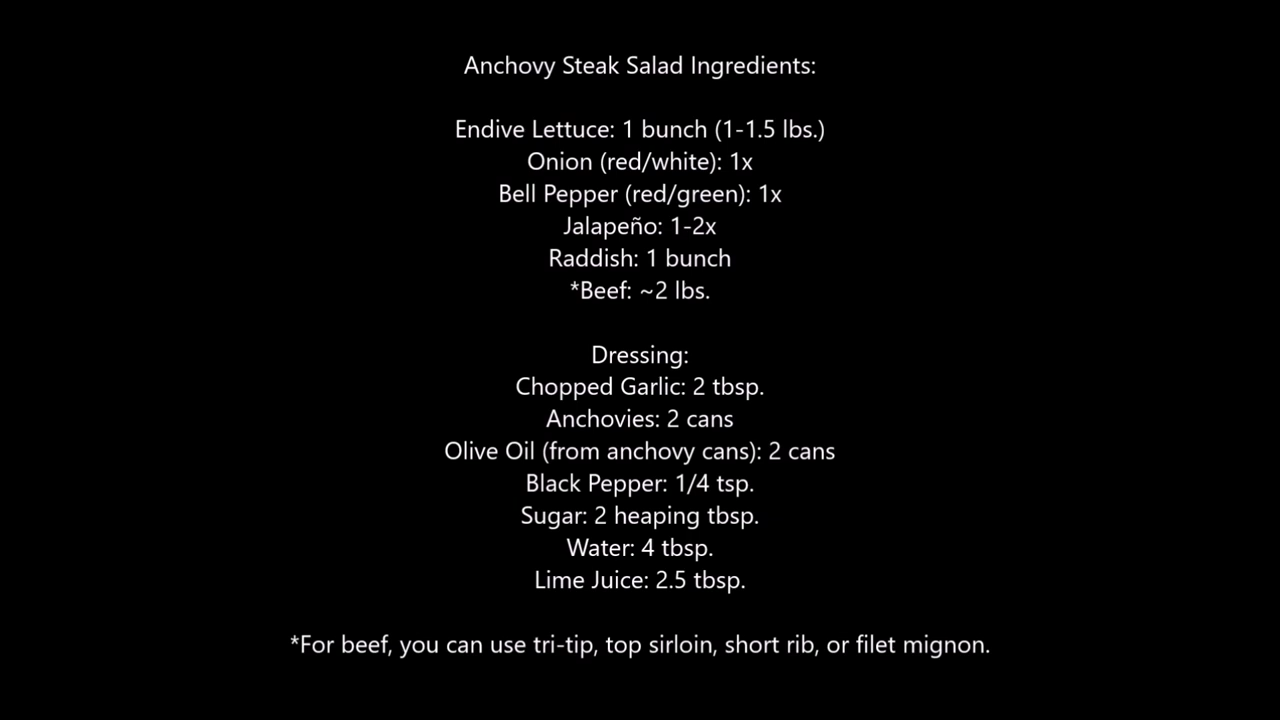 Anchovy Steak Salad Ingredients:
Endive Lettuce: 1 bunch (1-1.5 lbs.)
Onion (red/white): 1x
Bell Pepper (red/green): 1x
Jalapeño: 1-2x
Raddish: 1 bunch
*Beef: ~2 lbs.
Dressing:
Chopped Garlic: 2 tbsp.
Anchovies: 2 cans
Olive Oil (from anchovy cans): 2 cans
Black Pepper: 1/4 tsp.
Sugar: 2 heaping tbsp.
Water: 4 tbsp.
Lime Juice: 2.5 tbsp.
*For beef, you can use tri-tip, top sirloin, short rib, or filet mignon.